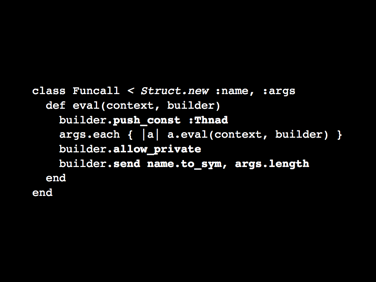 class Funcall < Struct.new :name, :args
def eval(context, builder)
builder.push_const :Thnad
args.each { |a| a.eval(context, builder) }
builder.allow_private
builder.send name.to_sym, args.length
end
end